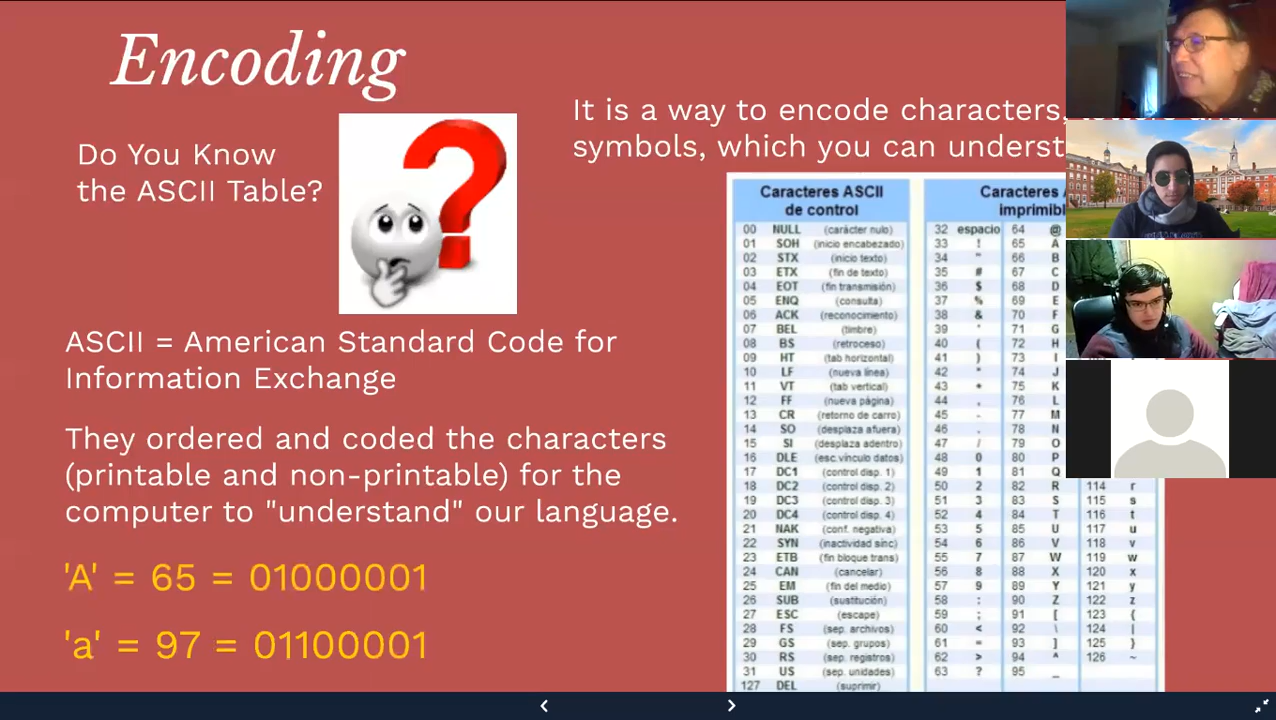 Encoding
Do You Know
the ASCII Table?
It is a way to encode characters,
symbols, which you can underst
ASCII = American Standard Code for
Information Exchange
They ordered and coded the characters
(printable and non-printable) for the
computer to "understand" our language.
'A' = 65 = 01000001
'a' = 97 = 01100001
Caracteres ASCII
de control
00 NULL (carácter nulo)
01 SOH (inicio encabezado)
02 STX (inicio texto)
03 ETX (fin de texto)
04 EOT (fin transmisión)
05 ENQ (consulta)
06 ACK (reconocimiento)
07 BEL (timbre)
08 BS (retroceso)
09 HT (tab horizontal)
10 LF (nueva línea)
11 VT (tab vertical)
12 FF (nueva página)
13 CR (retorno de carro)
14 SO (desplaza afuera)
15 SI (desplaza adentro)
16 DLE (esc.vínculo datos)
17 DC1 (control disp. 1)
18 DC2 (control disp. 2)
19 DC3 (control disp. 3)
20 DC4 (control disp. 4)
21 NAK (conf. negativa)
22 SYN (inactividad sínc)
23 ETB (fin bloque trans)
24 CAN (cancelar)
25 EM (fin del medio)
26 SUB (sustitución)
27 ESC (escape)
28 FS (sep. archivos)
29 GS (sep. grupos)
30 RS (sep. registros)
31 US (sep. unidades)
127 DEL (suprimir)
Caracteres
imprimibl
32 espacio 64 @
33 ! 65 A
34 " 66 B
35 # 67 C
36 $ 68 D
37 % 69 E
38 & 70 F
39 ' 71 G
40 ( 72 H
41 ) 73 I
42 * 74 J
43 + 75 K
44 , 76 L
45 - 77 M
46 . 78 N
47 / 79 O
48 0 80 P
49 1 81 Q
50 2 82 R 114 r
51 3 83 S 115 s
52 4 84 T 116 t
53 5 85 U 117 u
54 6 86 V 118 v
55 7 87 W 119 w
56 8 88 X 120 x
57 9 89 Y 121 y
58 : 90 Z 122 z
59 ; 91 [ 123 {
60 < 92 \ 124 |
61 = 93 ] 125 }
62 > 94 ^ 126 ~
63 ? 95 _